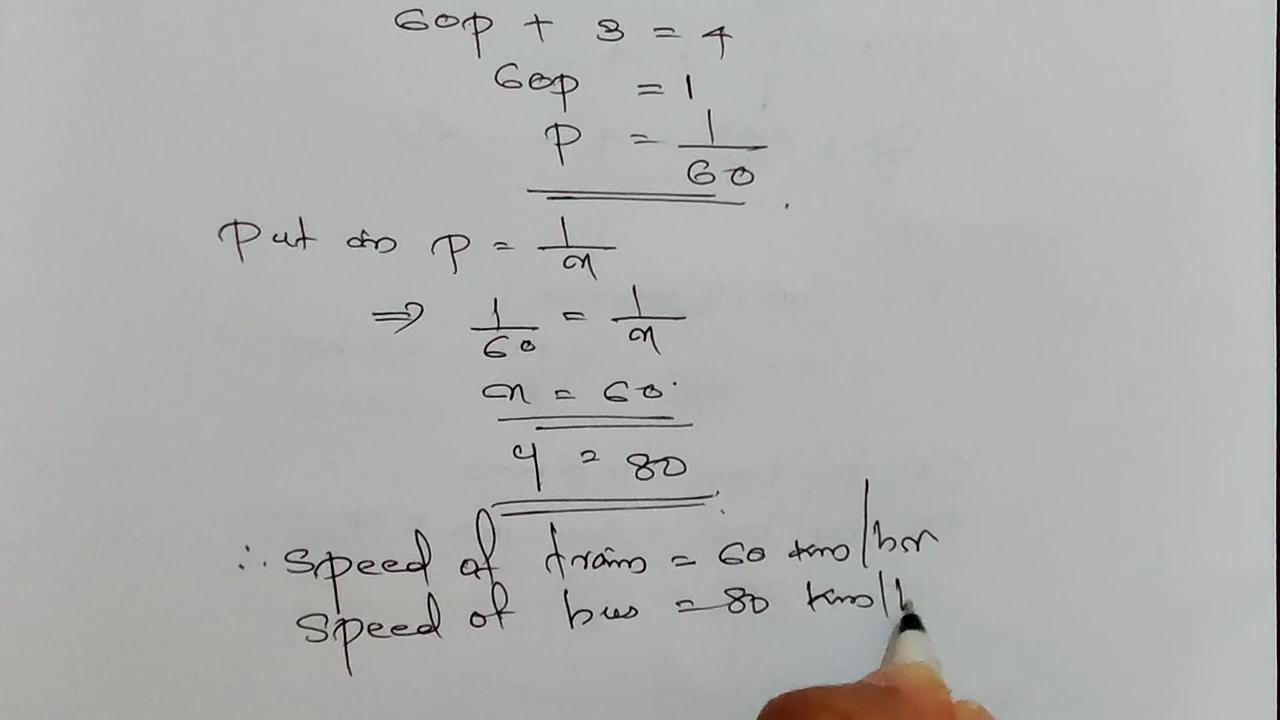 60p + 3 = 4
60p = 1
p = 1/60
Put in p = 1/x
⇒ 1/60 = 1/x
x = 60
y = 80
∴ Speed of train = 60 km/hr
Speed of bus = 80 km/h